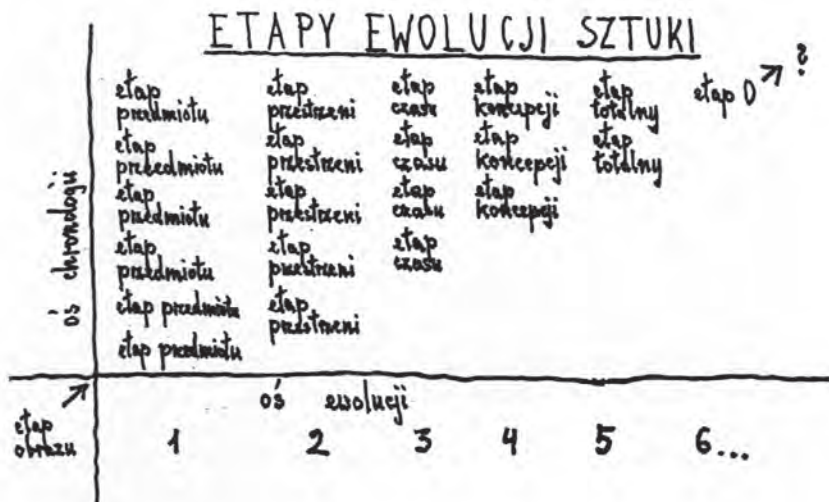 ETAPY EWOLUCJI SZTUKI
etap przedmiotu
etap przestrzeni
etap czasu
etap koncepcji
etap totalny
etap 0
?
etap przedmiotu
etap przestrzeni
etap czasu
etap koncepcji
etap totalny
etap przedmiotu
etap przestrzeni
etap czasu
etap koncepcji
etap przedmiotu
etap przestrzeni
etap czasu
etap przedmiotu
etap przestrzeni
etap przedmiotu
oś chronologii
oś ewolucji
etap obrazu
1 2 3 4 5 6...